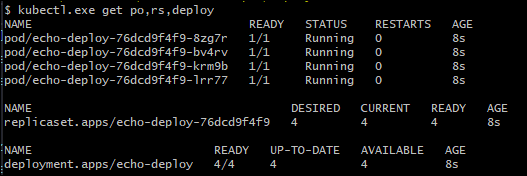 $ kubectl.exe get po,rs,deploy
NAME READY STATUS RESTARTS AGE
pod/echo-deploy-76dcd9f4f9-8zg7r 1/1 Running 0 8s
pod/echo-deploy-76dcd9f4f9-bv4rv 1/1 Running 0 8s
pod/echo-deploy-76dcd9f4f9-krm9b 1/1 Running 0 8s
pod/echo-deploy-76dcd9f4f9-lrr77 1/1 Running 0 8s
NAME DESIRED CURRENT READY AGE
replicaset.apps/echo-deploy-76dcd9f4f9 4 4 4 8s
NAME READY UP-TO-DATE AVAILABLE AGE
deployment.apps/echo-deploy 4/4 4 4 8s